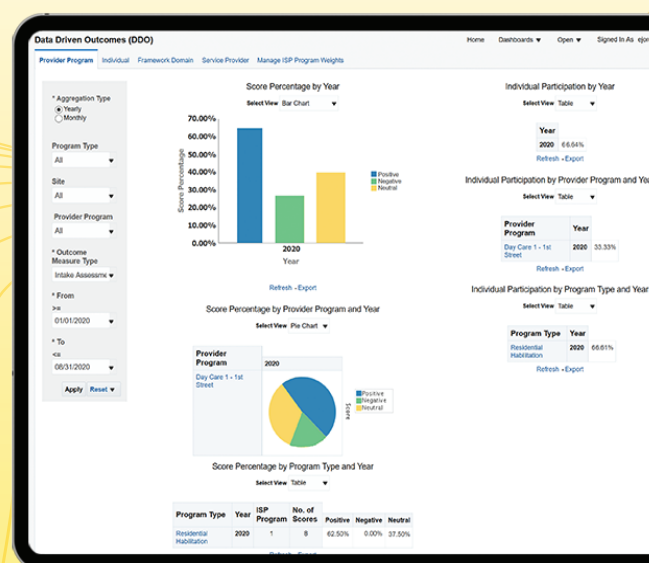 Data Driven Outcomes (DDO)
Home Dashboards Open Signed In As
Provider Program Individual Framework Domain Service Provider Manage ISP Program Weights
* Aggregation Type
Yearly
Monthly
Program Type
All
Site
All
Provider Program
All
* Outcome
Measure Type
Intake Assessme
* From
>=
01/01/2020
* To
<=
08/31/2020
Apply Reset
Score Percentage by Year
Select View Bar Chart
70.00%
60.00%
50.00%
40.00%
30.00%
20.00%
10.00%
0.00%
Score Percentage
2020
Year
Positive
Negative
Neutral
Refresh - Export
Score Percentage by Provider Program and Year
Select View Pie Chart
Provider
Program
2020
Day Care 1 - 1st
Street
Score
Positive
Negative
Neutral
Score Percentage by Program Type and Year
Select View Table
Program Type Year ISP Program No. of Scores Positive Negative Neutral
Residential Habilitation 2020 1 8 62.50% 0.00% 37.50%
Refresh - Export
Individual Participation by Year
Select View Table
Year
2020 66.64%
Refresh - Export
Individual Participation by Provider Program and Yea
Select View Table
Provider Program Year
Day Care 1 - 1st Street 2020 33.33%
Refresh - Export
Individual Participation by Program Type and Year
Select View Table
Program Type Year
Residential Habilitation 2020 66.61%
Refresh - Export